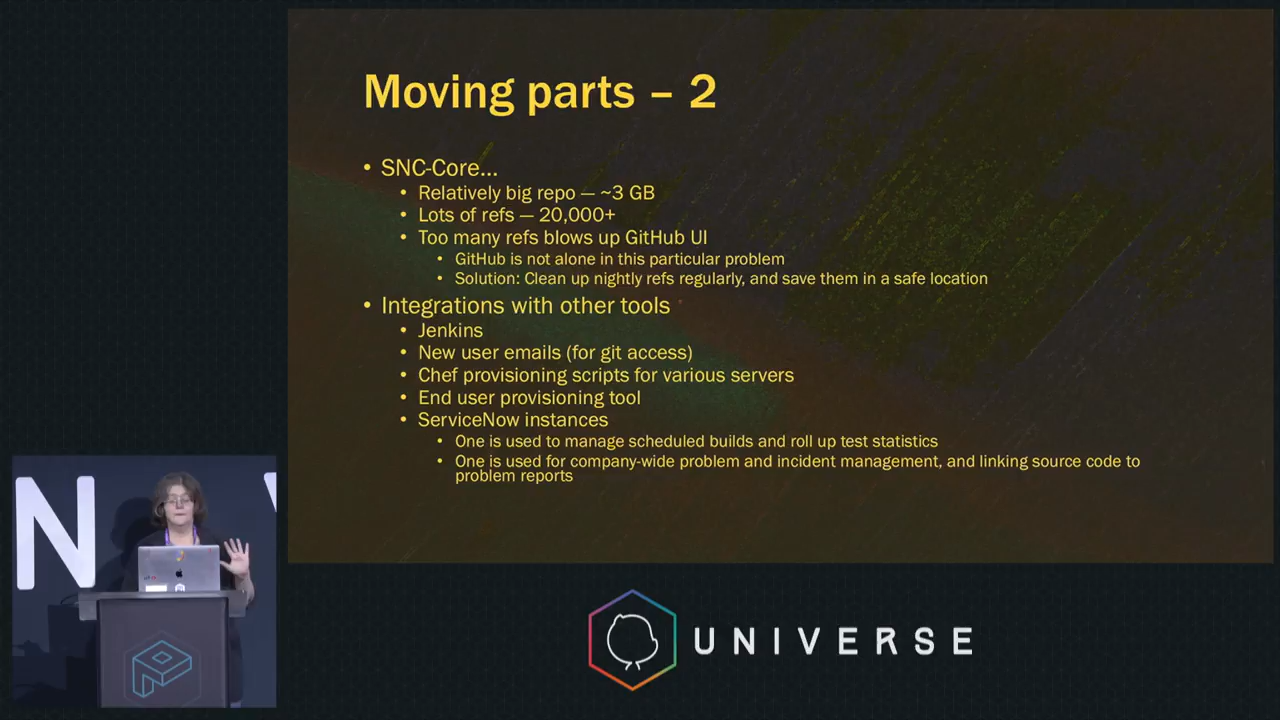 Moving parts – 2
• SNC-Core...
• Relatively big repo — ~3 GB
• Lots of refs — 20,000+
• Too many refs blows up GitHub UI
• GitHub is not alone in this particular problem
• Solution: Clean up nightly refs regularly, and save them in a safe location
• Integrations with other tools
• Jenkins
• New user emails (for git access)
• Chef provisioning scripts for various servers
• End user provisioning tool
• ServiceNow instances
• One is used to manage scheduled builds and roll up test statistics
• One is used for company-wide problem and incident management, and linking source code to
problem reports
N
UNIVERSE